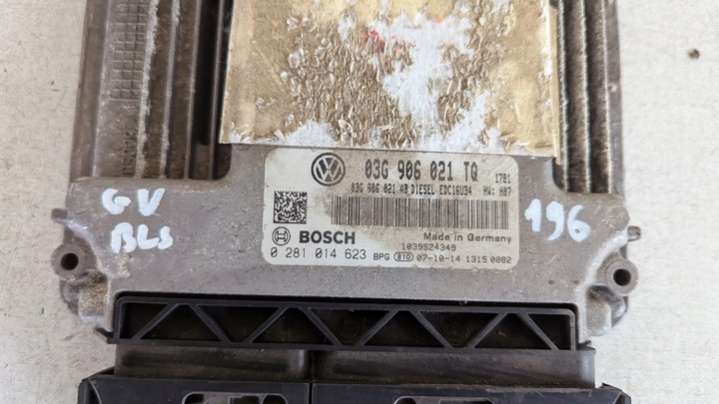 03G 906 021 TQ 1781
03G 906 021 AB DIESEL EDC16U34 HW: H07
BOSCH Made in Germany
1039S24349
0 281 014 623 BPG 07-10-14 1315 0082
GV
BLS
196